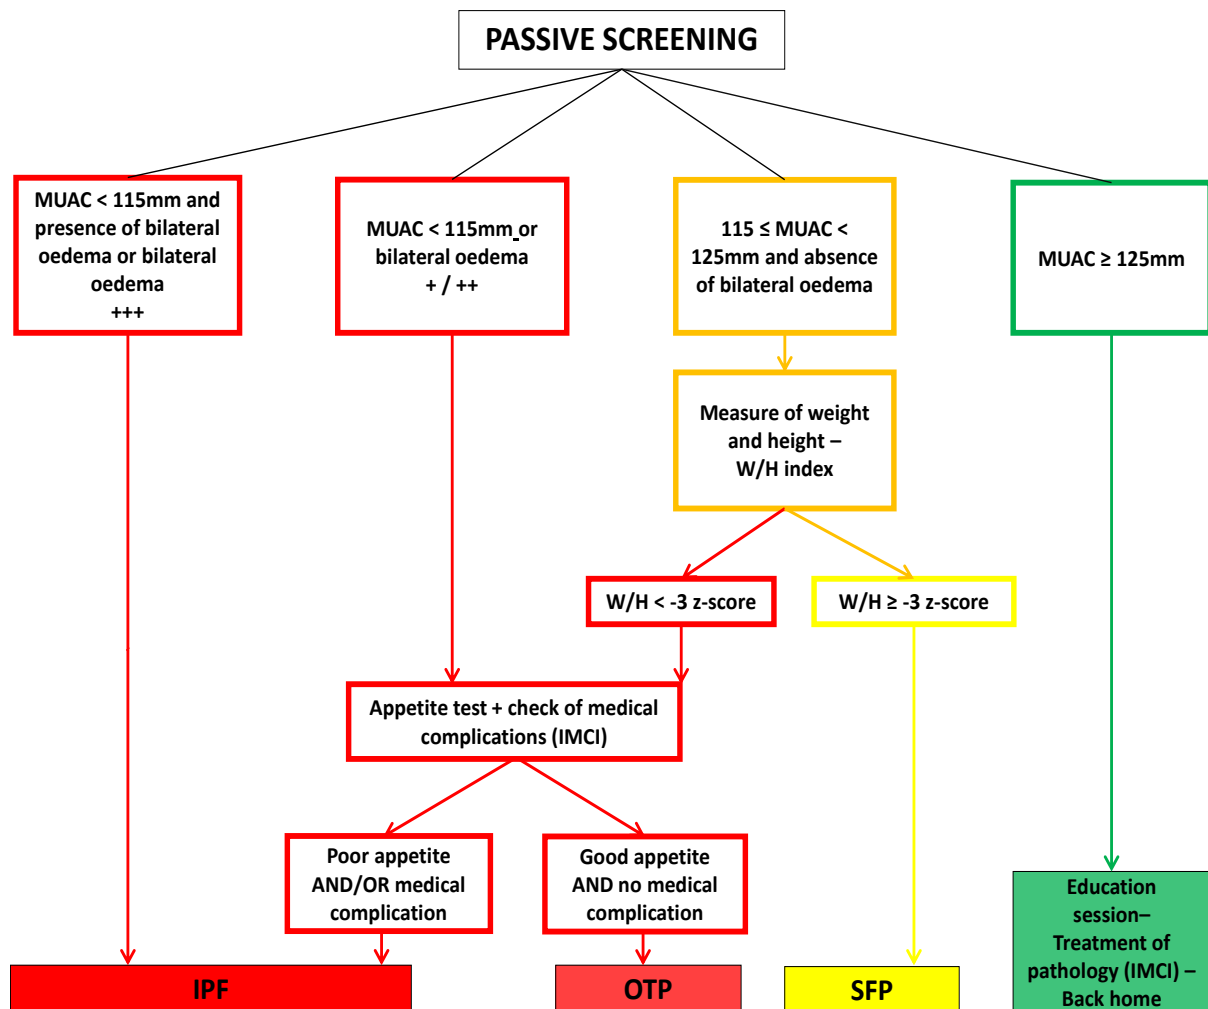 PASSIVE SCREENING
MUAC < 115mm and
presence of bilateral
oedema or bilateral
oedema
+++
MUAC < 115mm or
bilateral oedema
+ / ++
115 ≤ MUAC <
125mm and absence
of bilateral oedema
MUAC ≥ 125mm
Measure of weight
and height –
W/H index
W/H < -3 z-score
W/H ≥ -3 z-score
Appetite test + check of medical
complications (IMCI)
Poor appetite
AND/OR medical
complication
Good appetite
AND no medical
complication
Education
session–
Treatment of
pathology (IMCI) –
Back home
IPF
OTP
SFP